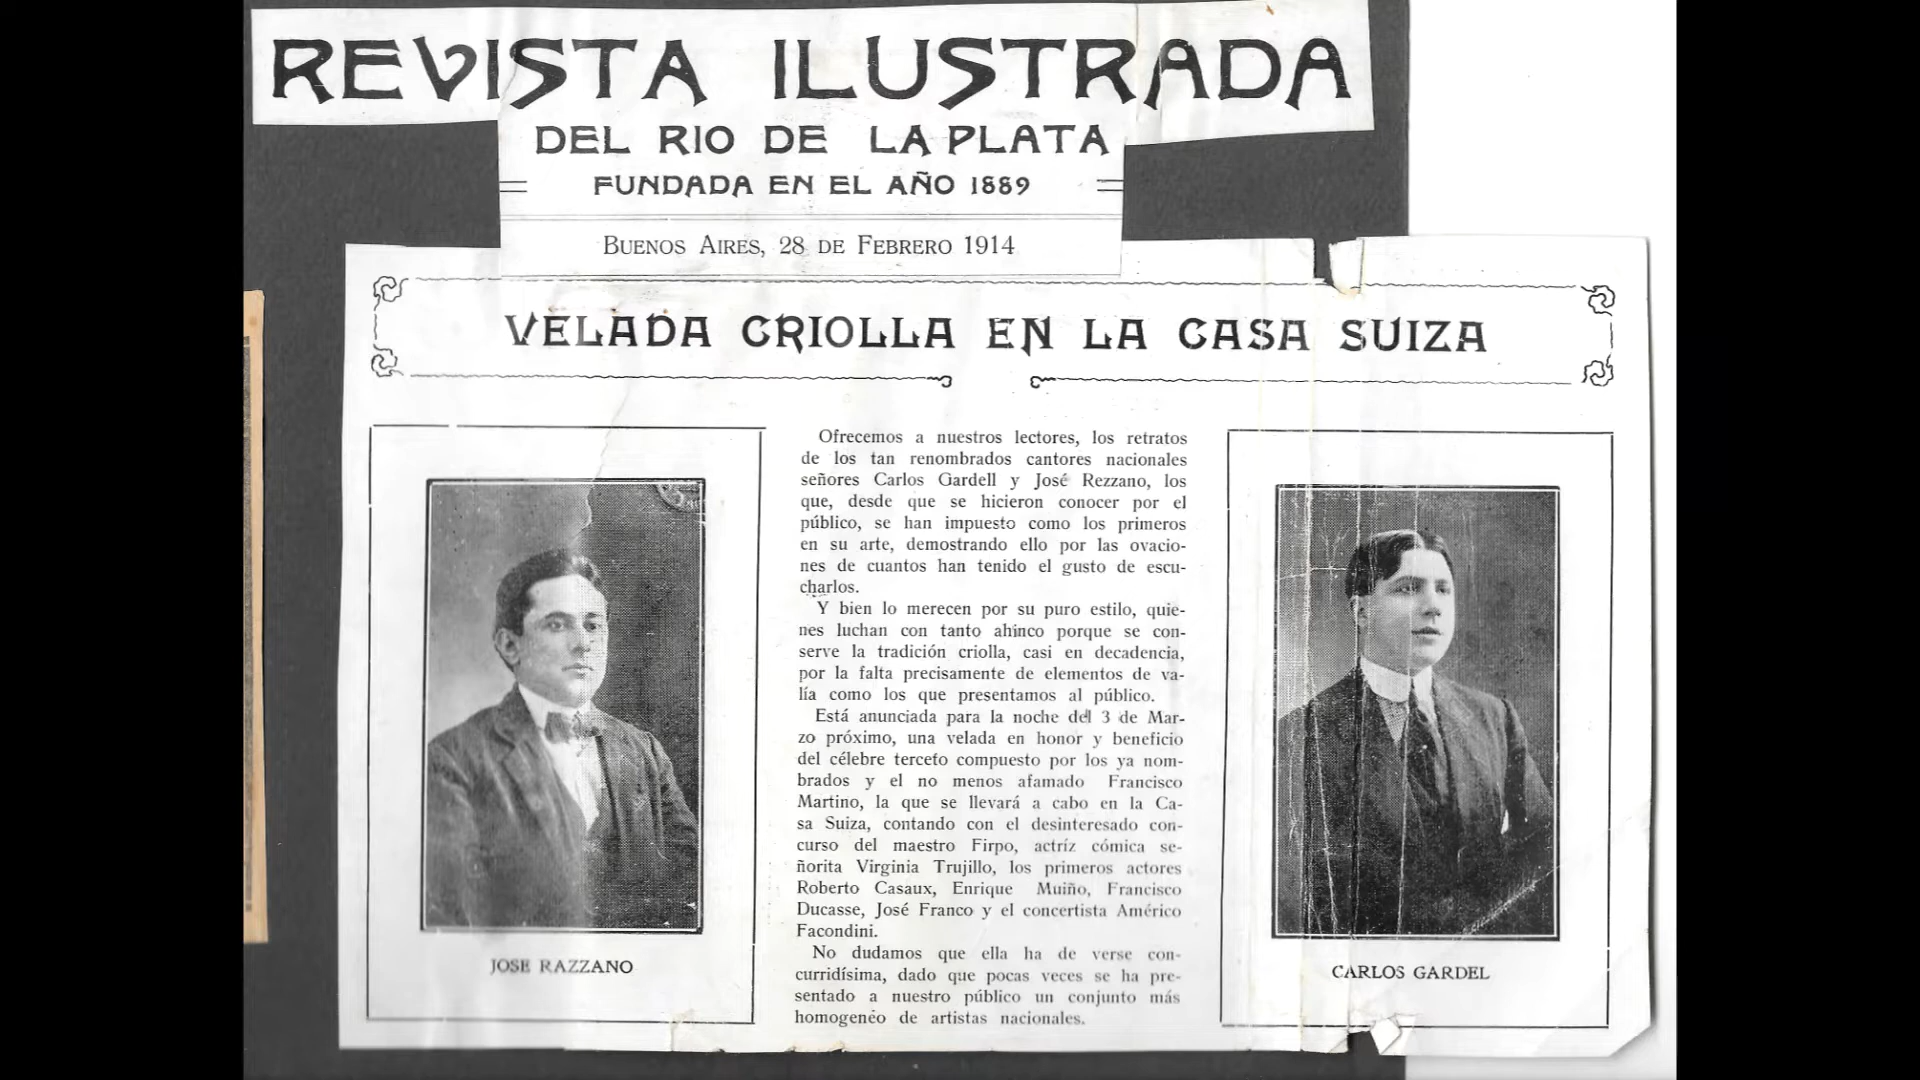 REVISTA ILUSTRADA
DEL RIO DE LA PLATA
FUNDADA EN EL AÑO 1889
BUENOS AIRES, 28 DE FEBRERO 1914
VELADA CRIOLLA EN LA CASA SUIZA
JOSE RAZZANO
Ofrecemos a nuestros lectores, los retratos
de los tan renombrados cantores nacionales
señores Carlos Gardell y José Rezzano, los
que, desde que se hicieron conocer por el
público, se han impuesto como los primeros
en su arte, demostrando ello por las ovacio-
nes de cuantos han tenido el gusto de escu-
charlos.
Y bien lo merecen por su puro estilo, quie-
nes luchan con tanto ahinco porque se con-
serve la tradición criolla, casi en decadencia,
por la falta precisamente de elementos de va-
lía como los que presentamos al público.
Está anunciada para la noche del 3 de Mar-
zo próximo, una velada en honor y beneficio
del célebre terceto compuesto por los ya nom-
brados y el no menos afamado Francisco
Martino, la que se llevará a cabo en la Ca-
sa Suiza, contando con el desinteresado con-
curso del maestro Firpo, actríz cómica se-
ñorita Virginia Trujillo, los primeros actores
Roberto Casaux, Enrique Muiño, Francisco
Ducasse, José Franco y el concertista Américo
Facondini.
No dudamos que ella ha de verse con-
curridísima, dado que pocas veces se ha pre-
sentado a nuestro público un conjunto más
homogenéo de artistas nacionales.
CARLOS GARDEL